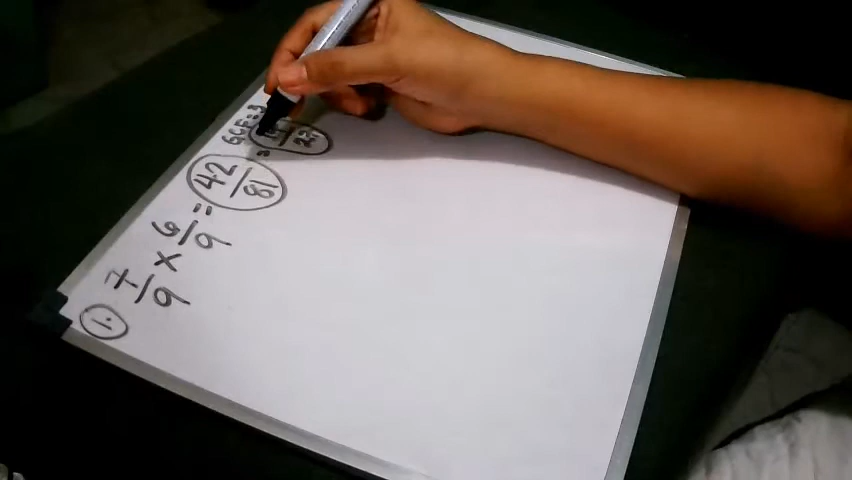 1. 7/9 x 6/9 = 42/81 =
GCF=3